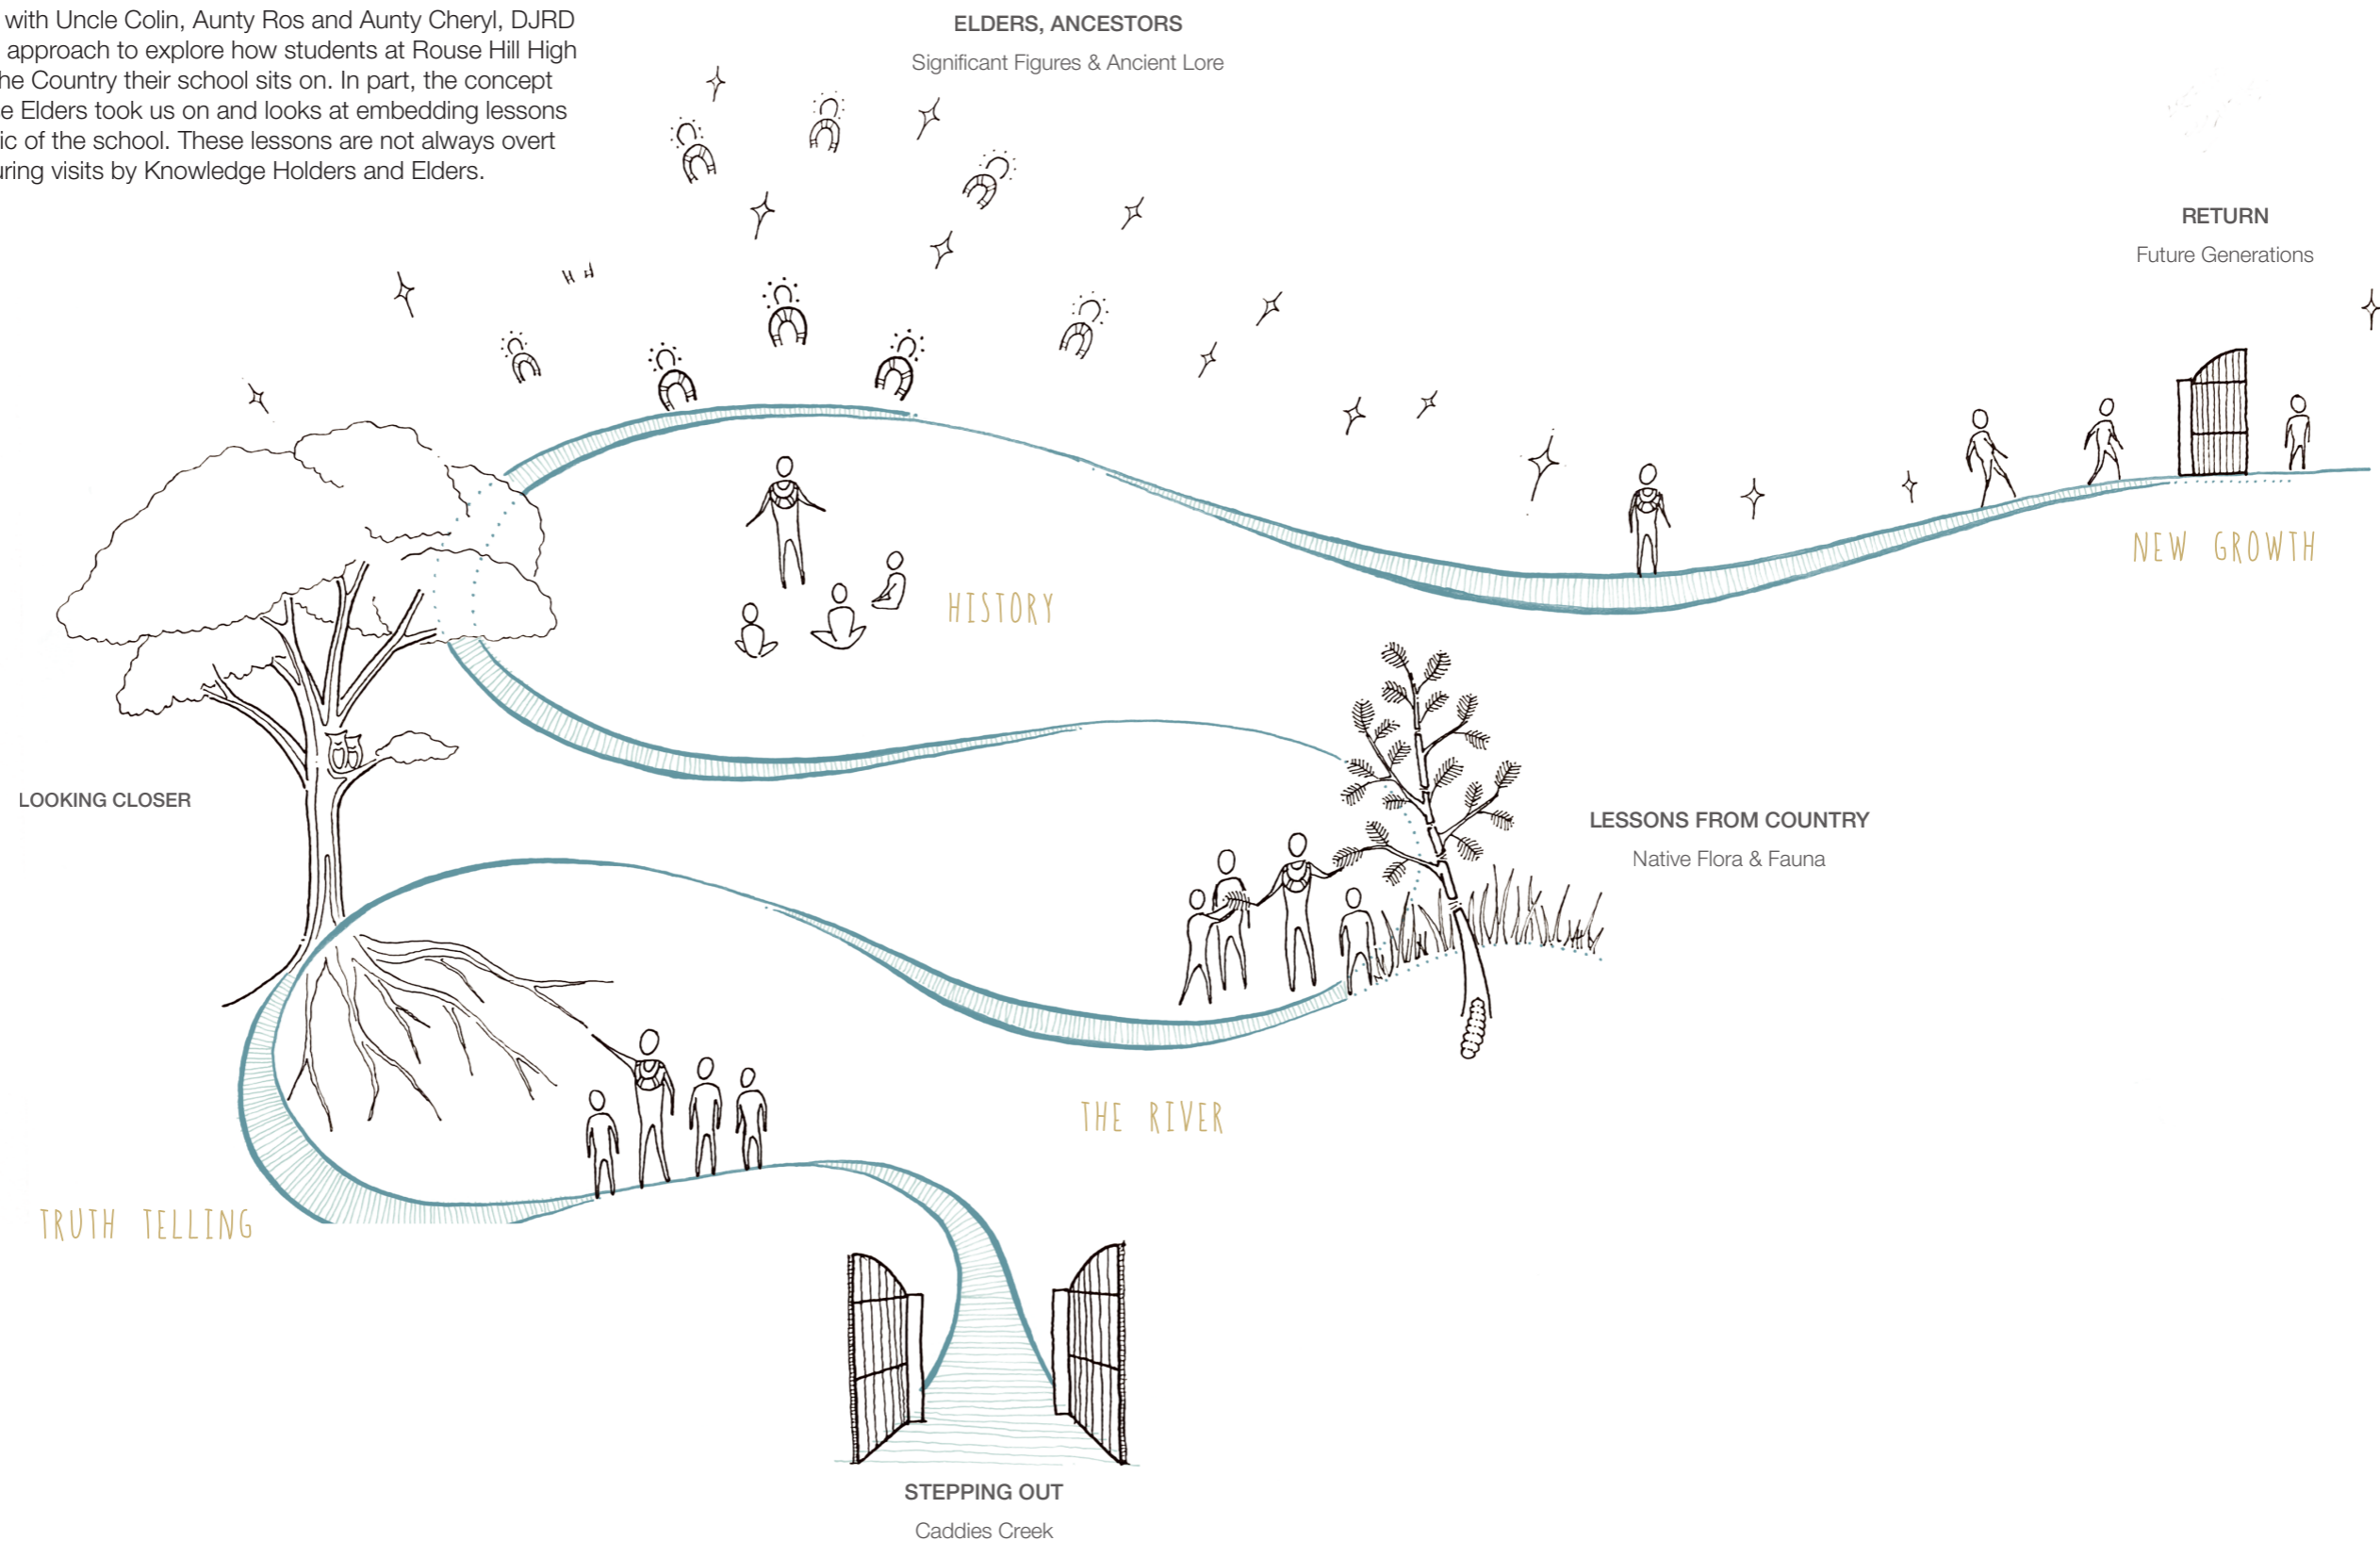 with Uncle Colin, Aunty Ros and Aunty Cheryl, DJRD
approach to explore how students at Rouse Hill High
he Country their school sits on. In part, the concept
e Elders took us on and looks at embedding lessons
ic of the school. These lessons are not always overt
uring visits by Knowledge Holders and Elders.
ELDERS, ANCESTORS
Significant Figures & Ancient Lore
RETURN
Future Generations
NEW GROWTH
HISTORY
LOOKING CLOSER
LESSONS FROM COUNTRY
Native Flora & Fauna
THE RIVER
TRUTH TELLING
STEPPING OUT
Caddies Creek